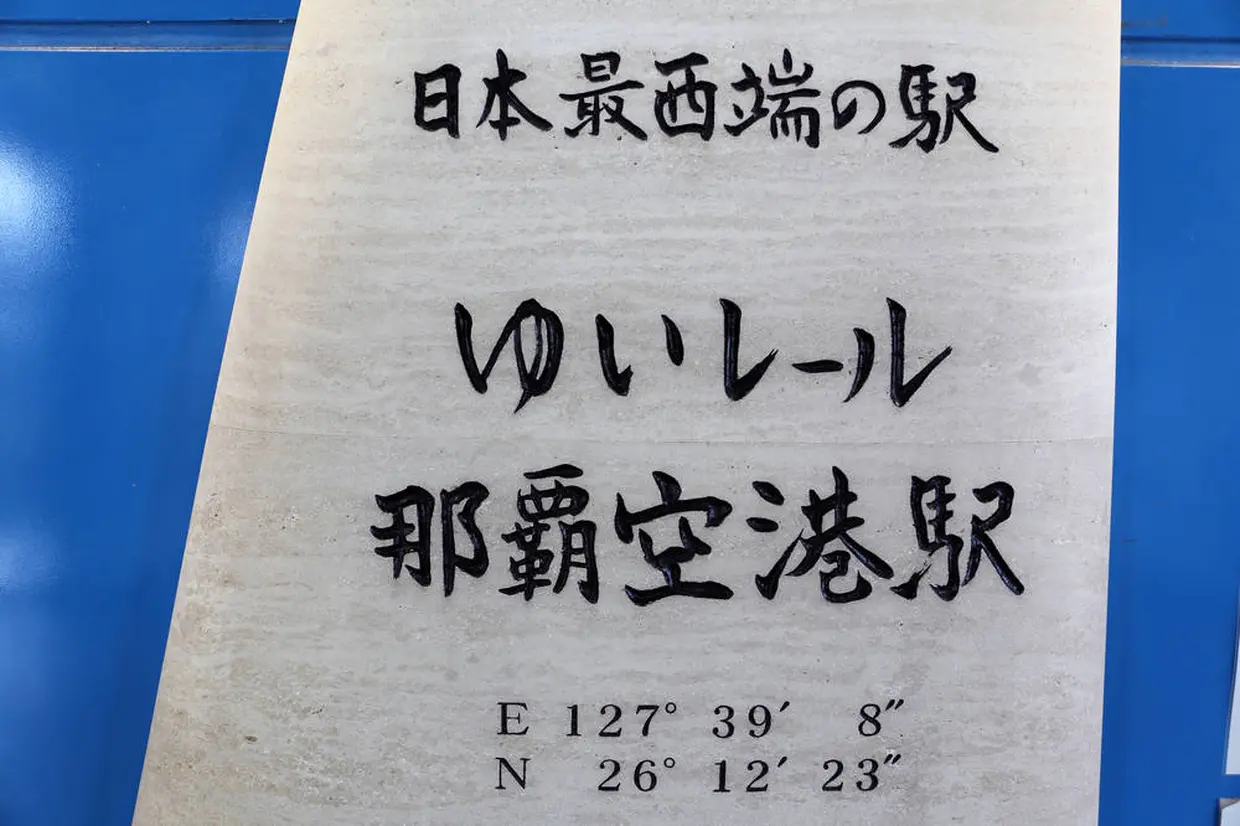 日本最西端の駅
ゆいレール
那覇空港駅
E 127° 39′ 8″
N 26° 12′ 23″